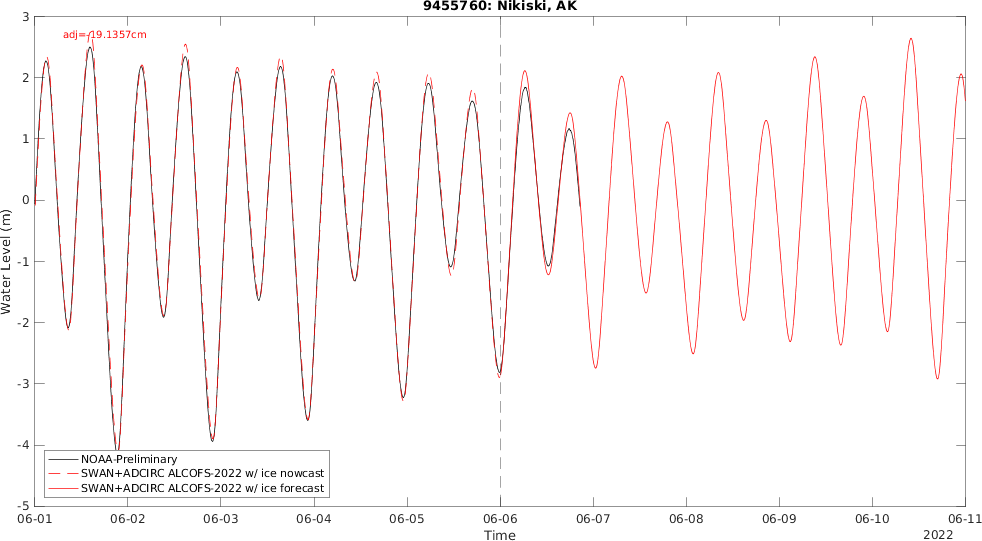 9455760: Nikiski, AK
adj=-19.1357cm
3
2
1
0
-1
-2
-3
-4
-5
Water Level (m)
NOAA-Preliminary
SWAN+ADCIRC ALCOFS-2022 w/ ice nowcast
SWAN+ADCIRC ALCOFS-2022 w/ ice forecast
06-01 06-02 06-03 06-04 06-05 06-06 06-07 06-08 06-09 06-10 06-11
Time
2022